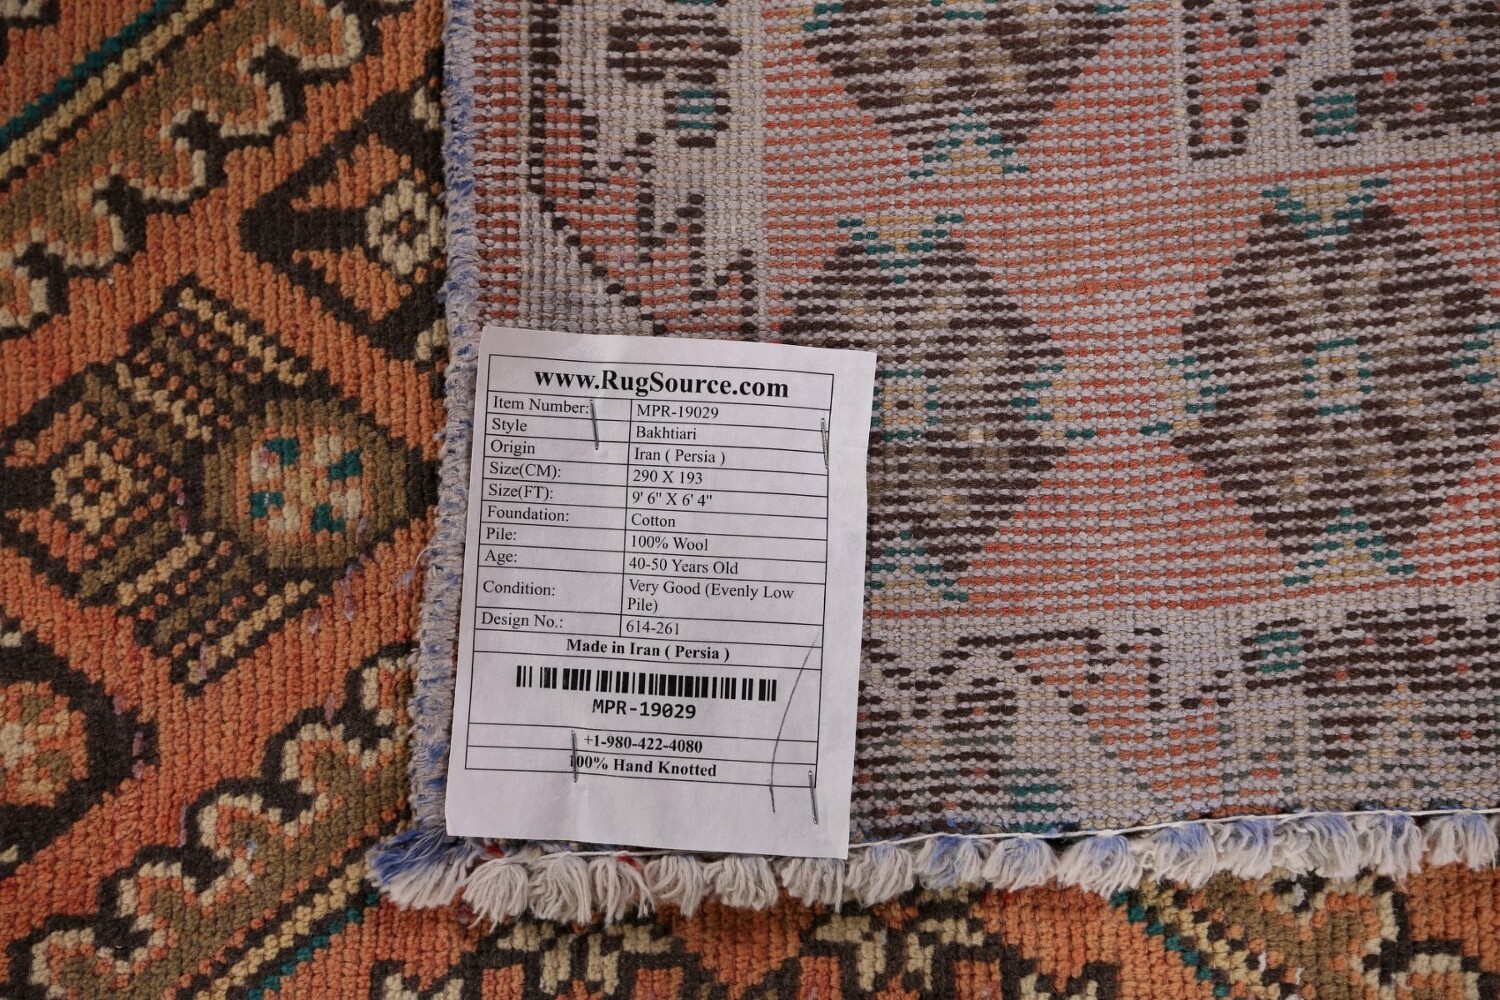 www.RugSource.com
Item Number: MPR-19029
Style Bakhtiari
Origin Iran ( Persia )
Size(CM): 290 X 193
Size(FT): 9' 6" X 6' 4"
Foundation: Cotton
Pile: 100% Wool
Age: 40-50 Years Old
Condition: Very Good (Evenly Low
Pile)
Design No.: 614-261
Made in Iran ( Persia )
MPR-19029
+1-980-422-4080
100% Hand Knotted